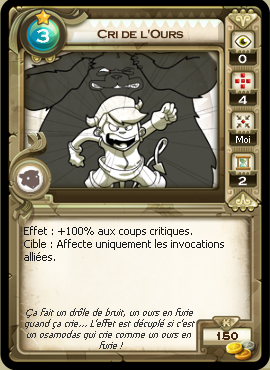 3
CRI DE L'OURS
0
4
Moi
2
Effet : +100% aux coups critiques.
Cible : Affecte uniquement les invocations
alliées.
Ça fait un drôle de bruit, un ours en furie
quand ça crie... L'effet est décuplé si c'est
un osamodas qui crie comme un ours en
furie !
150